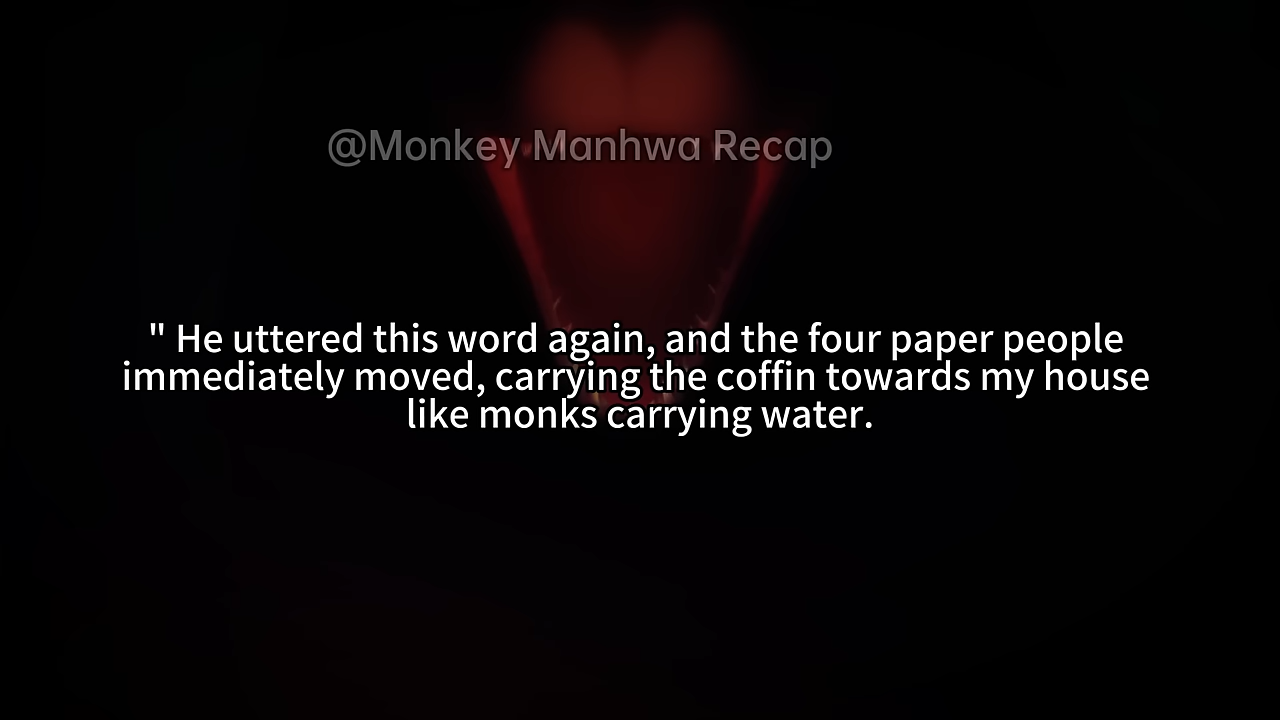 @Monkey Manhwa Recap
" He uttered this word again, and the four paper people
immediately moved, carrying the coffin towards my house
like monks carrying water.